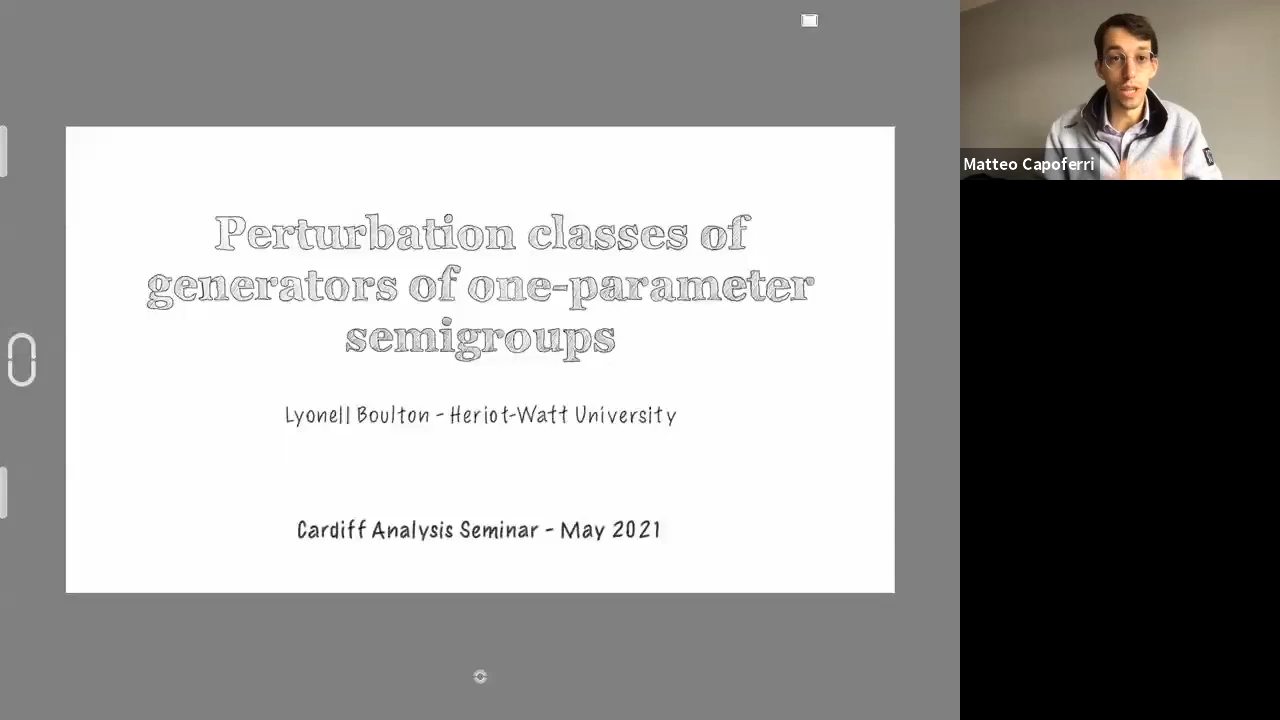 Perturbation classes of
generators of one-parameter
semigroups
Lyonell Boulton - Heriot-Watt University
Cardiff Analysis Seminar - May 2021
Matteo Capoferri